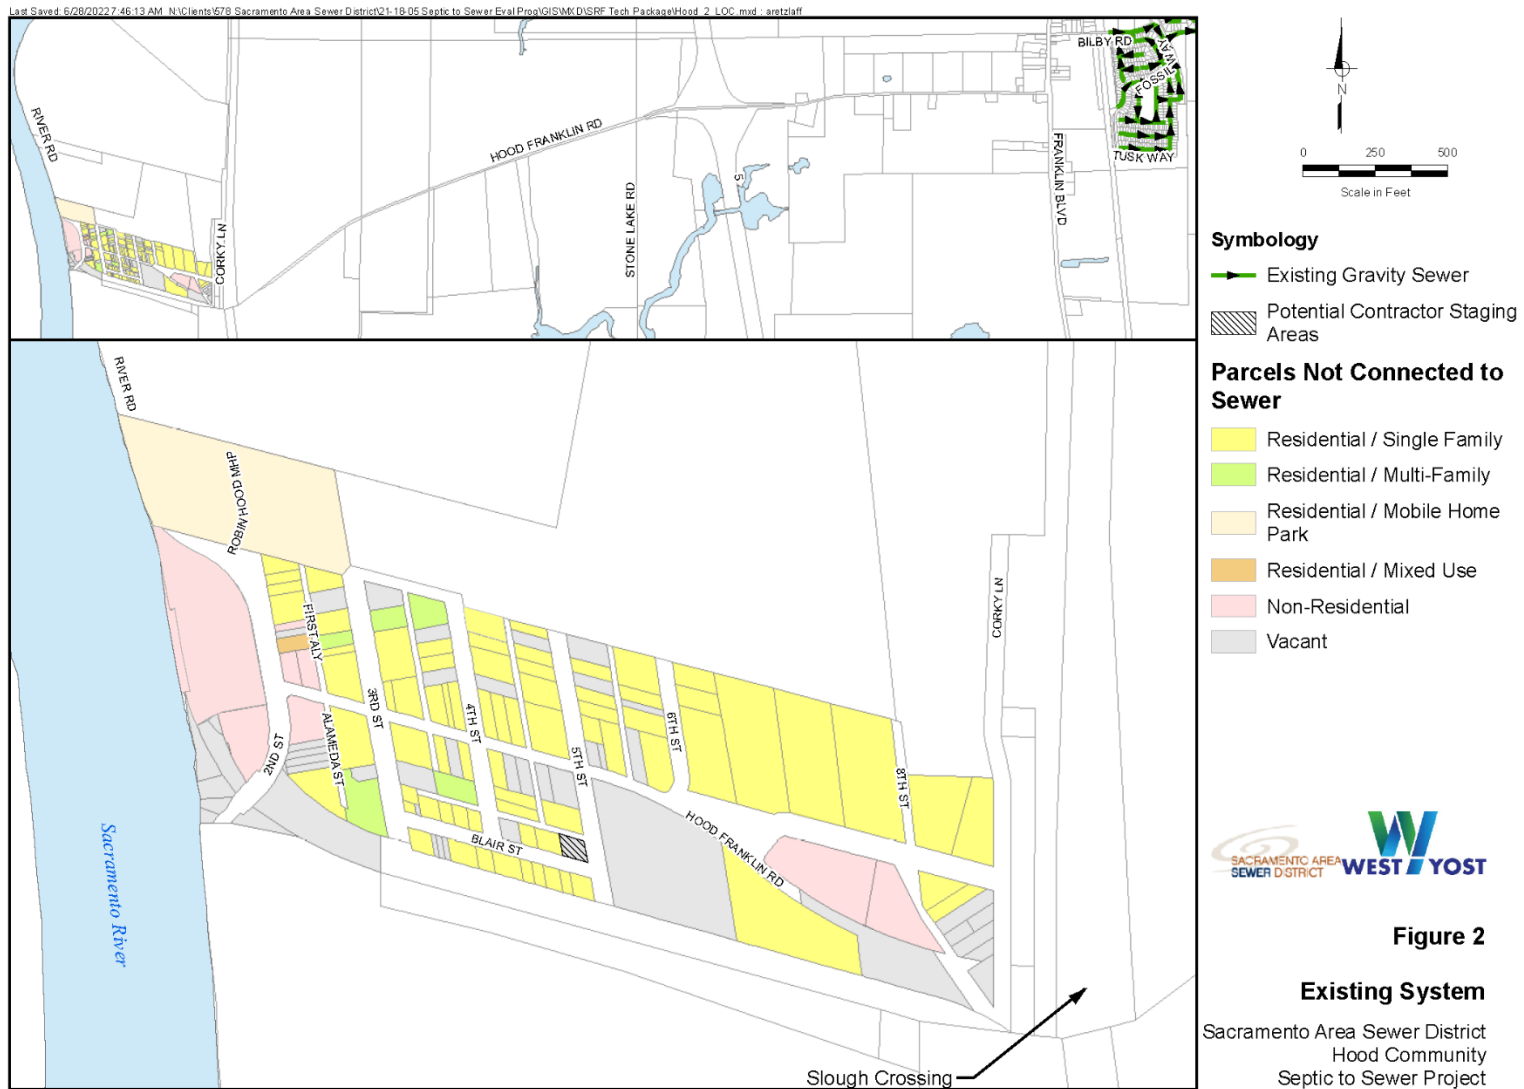 Last Saved: 6/28/2022 7:46:13 AM N:\Clients\578 Sacramento Area Sewer District\21-18-05 Septic to Sewer Eval Prog\GIS\MXD\SRF Tech Package\Hood_2_LOC.mxd : aretzlaff
RIVER RD
HOOD FRANKLIN RD
STONE LAKE RD
5
CORKY LN
BILBY RD
FOSSIL WAY
TUSK WAY
FRANKLIN BLVD
N
0 250 500
Scale in Feet
Symbology
Existing Gravity Sewer
Potential Contractor Staging
Areas
Parcels Not Connected to
Sewer
Residential / Single Family
Residential / Multi-Family
Residential / Mobile Home
Park
Residential / Mixed Use
Non-Residential
Vacant
RIVER RD
ROBIN HOOD MHP
FIRST ALY
3RD ST
4TH ST
5TH ST
6TH ST
8TH ST
CORKY LN
2ND ST
ALAMEDA ST
BLAIR ST
HOOD FRANKLIN RD
Sacramento River
Slough Crossing
SACRAMENTO AREA
SEWER DISTRICT
W
WEST YOST
Figure 2
Existing System
Sacramento Area Sewer District
Hood Community
Septic to Sewer Project